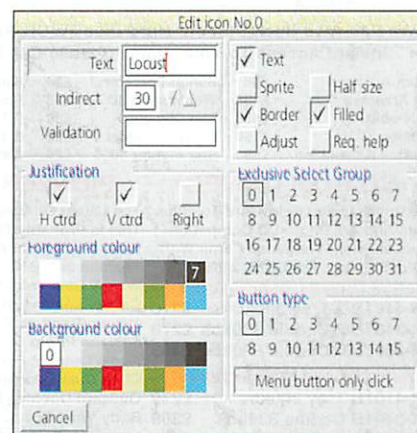 Edit icon No.0
Text Locust
Indirect 30
Validation
Text
Sprite Half size
Border Filled
Adjust Req. help
Justification
H ctrd V ctrd Right
Foreground colour
7
Background colour
0
Exclusive Select Group
0 1 2 3 4 5 6 7
8 9 10 11 12 13 14 15
16 17 18 19 20 21 22 23
24 25 26 27 28 29 30 31
Button type
0 1 2 3 4 5 6 7
8 9 10 11 12 13 14 15
Menu button only click
Cancel